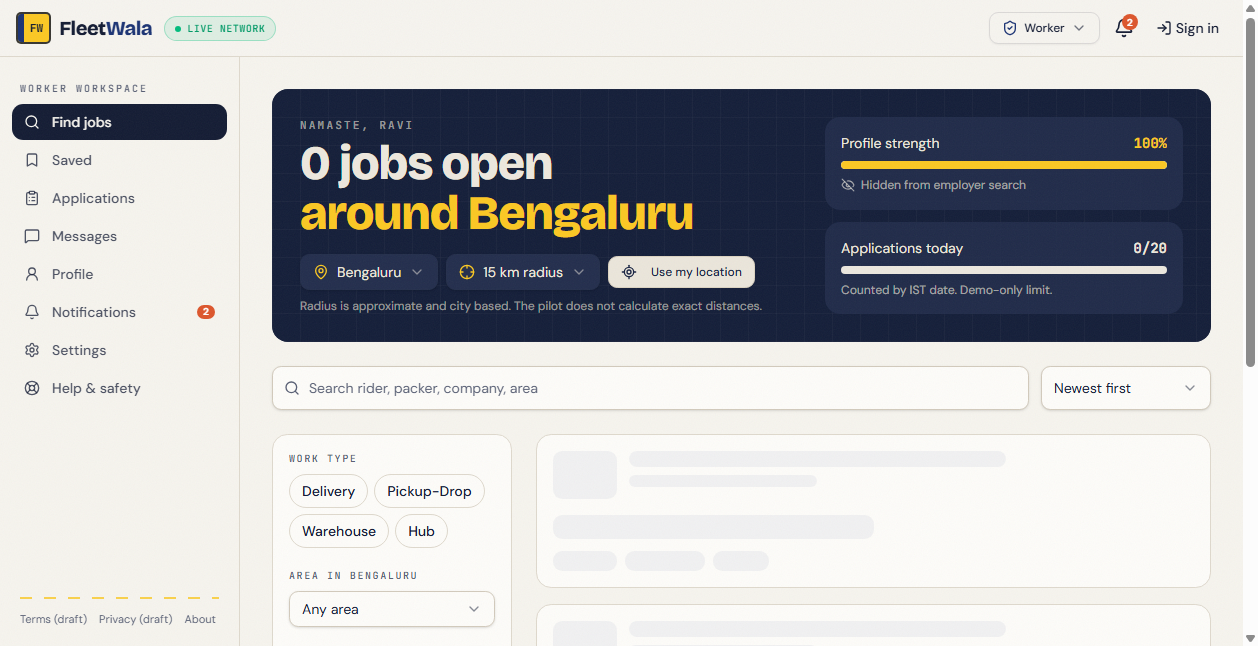 FW FleetWala LIVE NETWORK Worker 2 Sign in
WORKER WORKSPACE
Find jobs
Saved
Applications
Messages
Profile
Notifications 2
Settings
Help & safety
Terms (draft) Privacy (draft) About
NAMASTE, RAVI
0 jobs open
around Bengaluru
Bengaluru 15 km radius Use my location
Radius is approximate and city based. The pilot does not calculate exact distances.
Profile strength 100%
Hidden from employer search
Applications today 0/20
Counted by IST date. Demo-only limit.
Search rider, packer, company, area Newest first
WORK TYPE
Delivery Pickup-Drop
Warehouse Hub
AREA IN BENGALURU
Any area